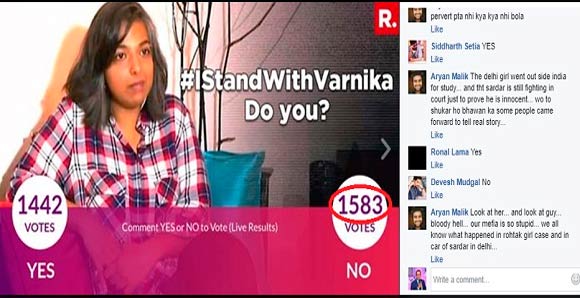 R.
#IStandWithVarnika
Do you?
1442
VOTES
Comment YES or NO to Vote (Live Results)
1583
VOTES
YES
NO
pervert pta nhi kya kya nhi bola
Like
Siddharth Setia YES
Like
Aryan Malik The delhi girl went out side india
for study... and tht sardar is still fighting in
court just to prove he is innocent... wo to
shukar ho bhawan ka some people came
forward to tell real story...
Like
Ronal Lama Yes
Like
Devesh Mudgal No
Like
Aryan Malik Look at her... and look at guy...
bloody hell... our mefia is so stupid... we all
know what happened in rohtak girl case and in
car of sardar in delhi...
Like
Write a comment...